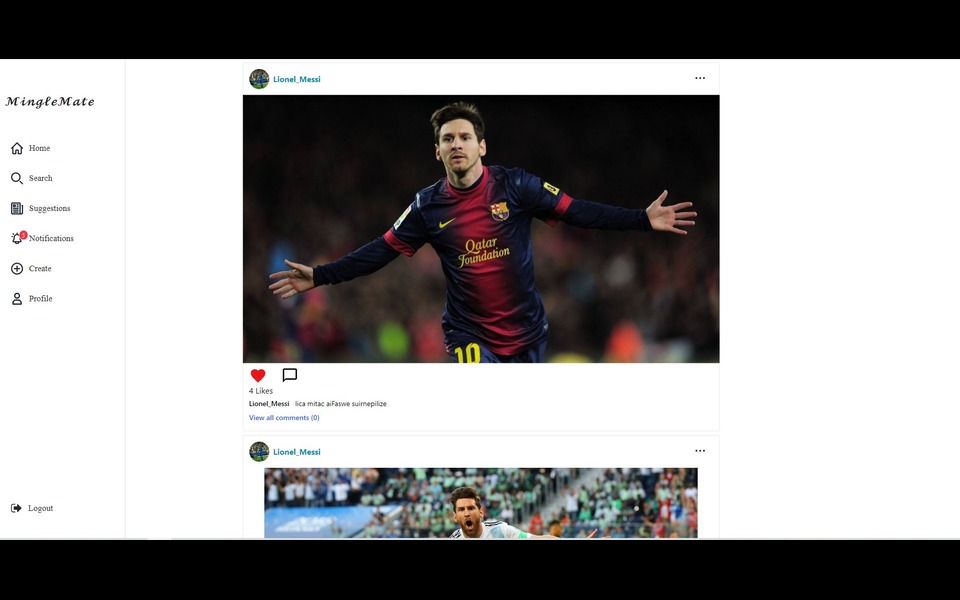 MingleMate
Home
Search
Suggestions
Notifications
Create
Profile
Logout
Lionel_Messi
Qatar
Foundation
10
4 Likes
Lionel_Messi lica mitac aiFaswe suirnepilize
View all comments (0)
Lionel_Messi